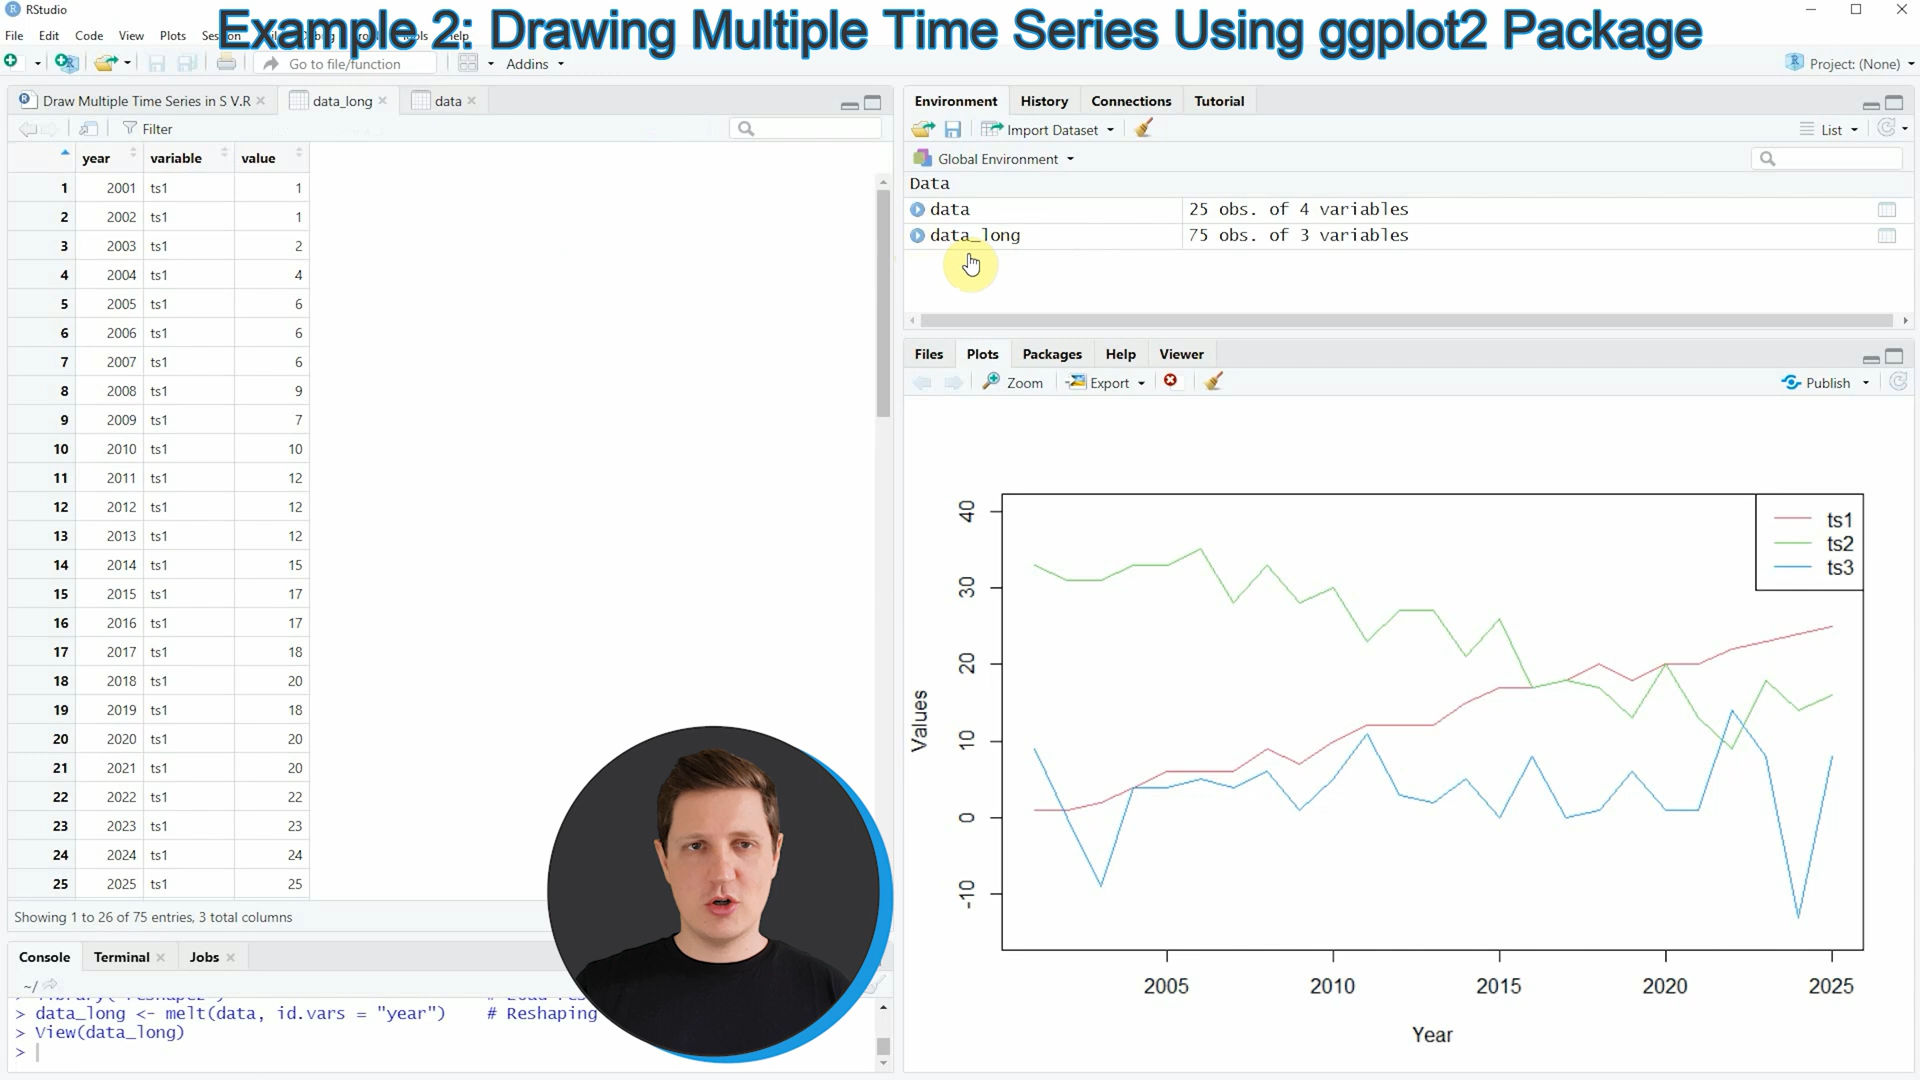 RStudio
Example 2: Drawing Multiple Time Series Using ggplot2 Package
File Edit Code View Plots
Go to file/function Addins
Project: (None)
Draw Multiple Time Series in S V.R data_long data
Filter
year variable value
1 2001 ts1 1
2 2002 ts1 1
3 2003 ts1 2
4 2004 ts1 4
5 2005 ts1 6
6 2006 ts1 6
7 2007 ts1 6
8 2008 ts1 9
9 2009 ts1 7
10 2010 ts1 10
11 2011 ts1 12
12 2012 ts1 12
13 2013 ts1 12
14 2014 ts1 15
15 2015 ts1 17
16 2016 ts1 17
17 2017 ts1 18
18 2018 ts1 20
19 2019 ts1 18
20 2020 ts1 20
21 2021 ts1 20
22 2022 ts1 22
23 2023 ts1 23
24 2024 ts1 24
25 2025 ts1 25
Showing 1 to 26 of 75 entries, 3 total columns
Console Terminal Jobs
~/
> data_long <- melt(data, id.vars = "year") # Reshaping
> View(data_long)
>
Environment History Connections Tutorial
Import Dataset List
Global Environment
Data
data 25 obs. of 4 variables
data_long 75 obs. of 3 variables
Files Plots Packages Help Viewer
Zoom Export Publish
ts1
ts2
ts3
40
30
20
10
0
-10
Values
2005 2010 2015 2020 2025
Year